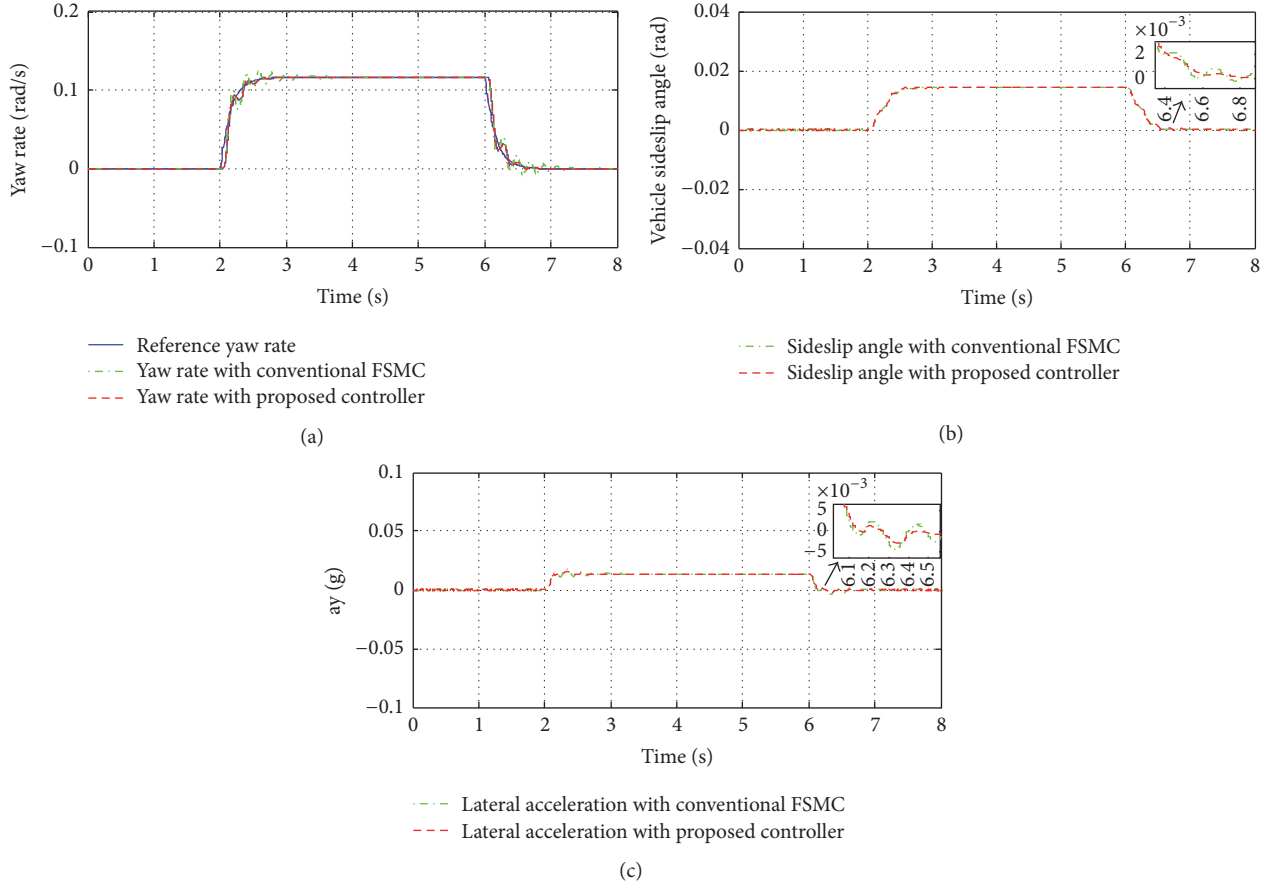 0.2
0.1
0
−0.1
Yaw rate (rad/s)
0 1 2 3 4 5 6 7 8
Time (s)
Reference yaw rate
Yaw rate with conventional FSMC
Yaw rate with proposed controller
(a)
0.04
0.02
0
−0.02
−0.04
Vehicle sideslip angle (rad)
×10−3
2
0
6.4 6.6 6.8
0 1 2 3 4 5 6 7 8
Time (s)
Sideslip angle with conventional FSMC
Sideslip angle with proposed controller
(b)
0.1
0.05
0
−0.05
−0.1
ay (g)
×10−3
5
0
−5
6.1 6.2 6.3 6.4 6.5
0 1 2 3 4 5 6 7 8
Time (s)
Lateral acceleration with conventional FSMC
Lateral acceleration with proposed controller
(c)